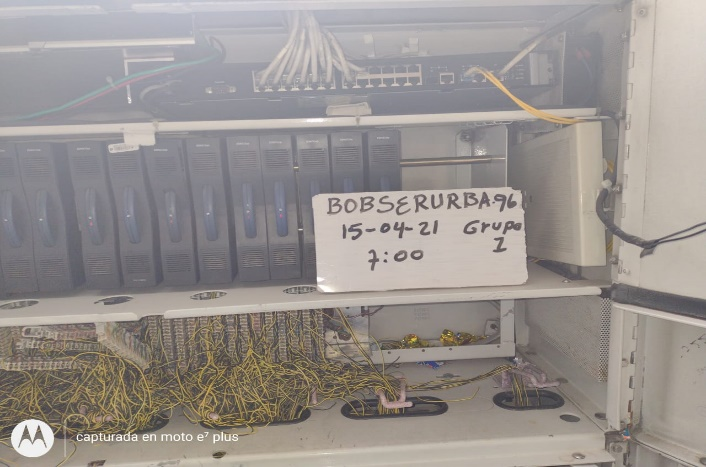 BOBSERURBA96
15-04-21 Grupo
1
7:00
capturada en moto e⁷ plus